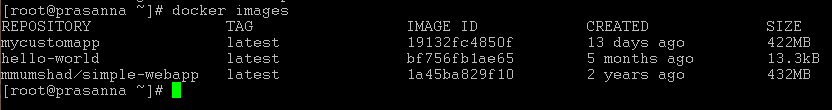 [root@prasanna ~]# docker images
REPOSITORY TAG IMAGE ID CREATED SIZE
mycustomapp latest 19132fc4850f 13 days ago 422MB
hello-world latest bf756fb1ae65 5 months ago 13.3kB
mmumshad/simple-webapp latest 1a45ba829f10 2 years ago 432MB
[root@prasanna ~]#